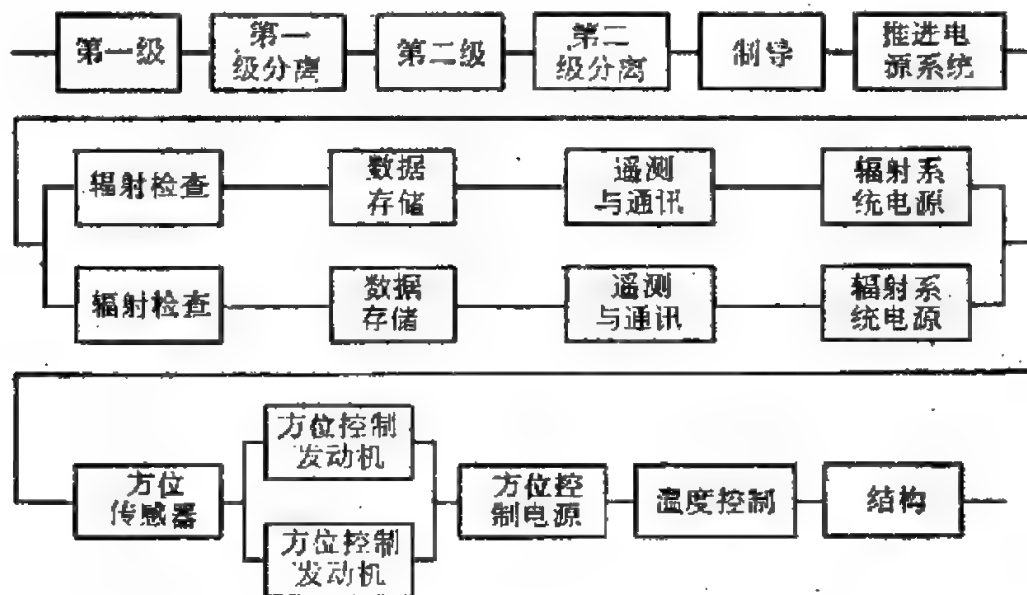 第一级
第一
级分离
第二级
第二
级分离
制导
推进电
源系统
辐射检查
数据
存储
遥测
与通讯
辐射系
统电源
辐射检查
数据
存储
遥测
与通讯
辐射系
统电源
方位
传感器
方位控制
发动机
方位控制
发动机
方位控
制电源
温度控制
结构